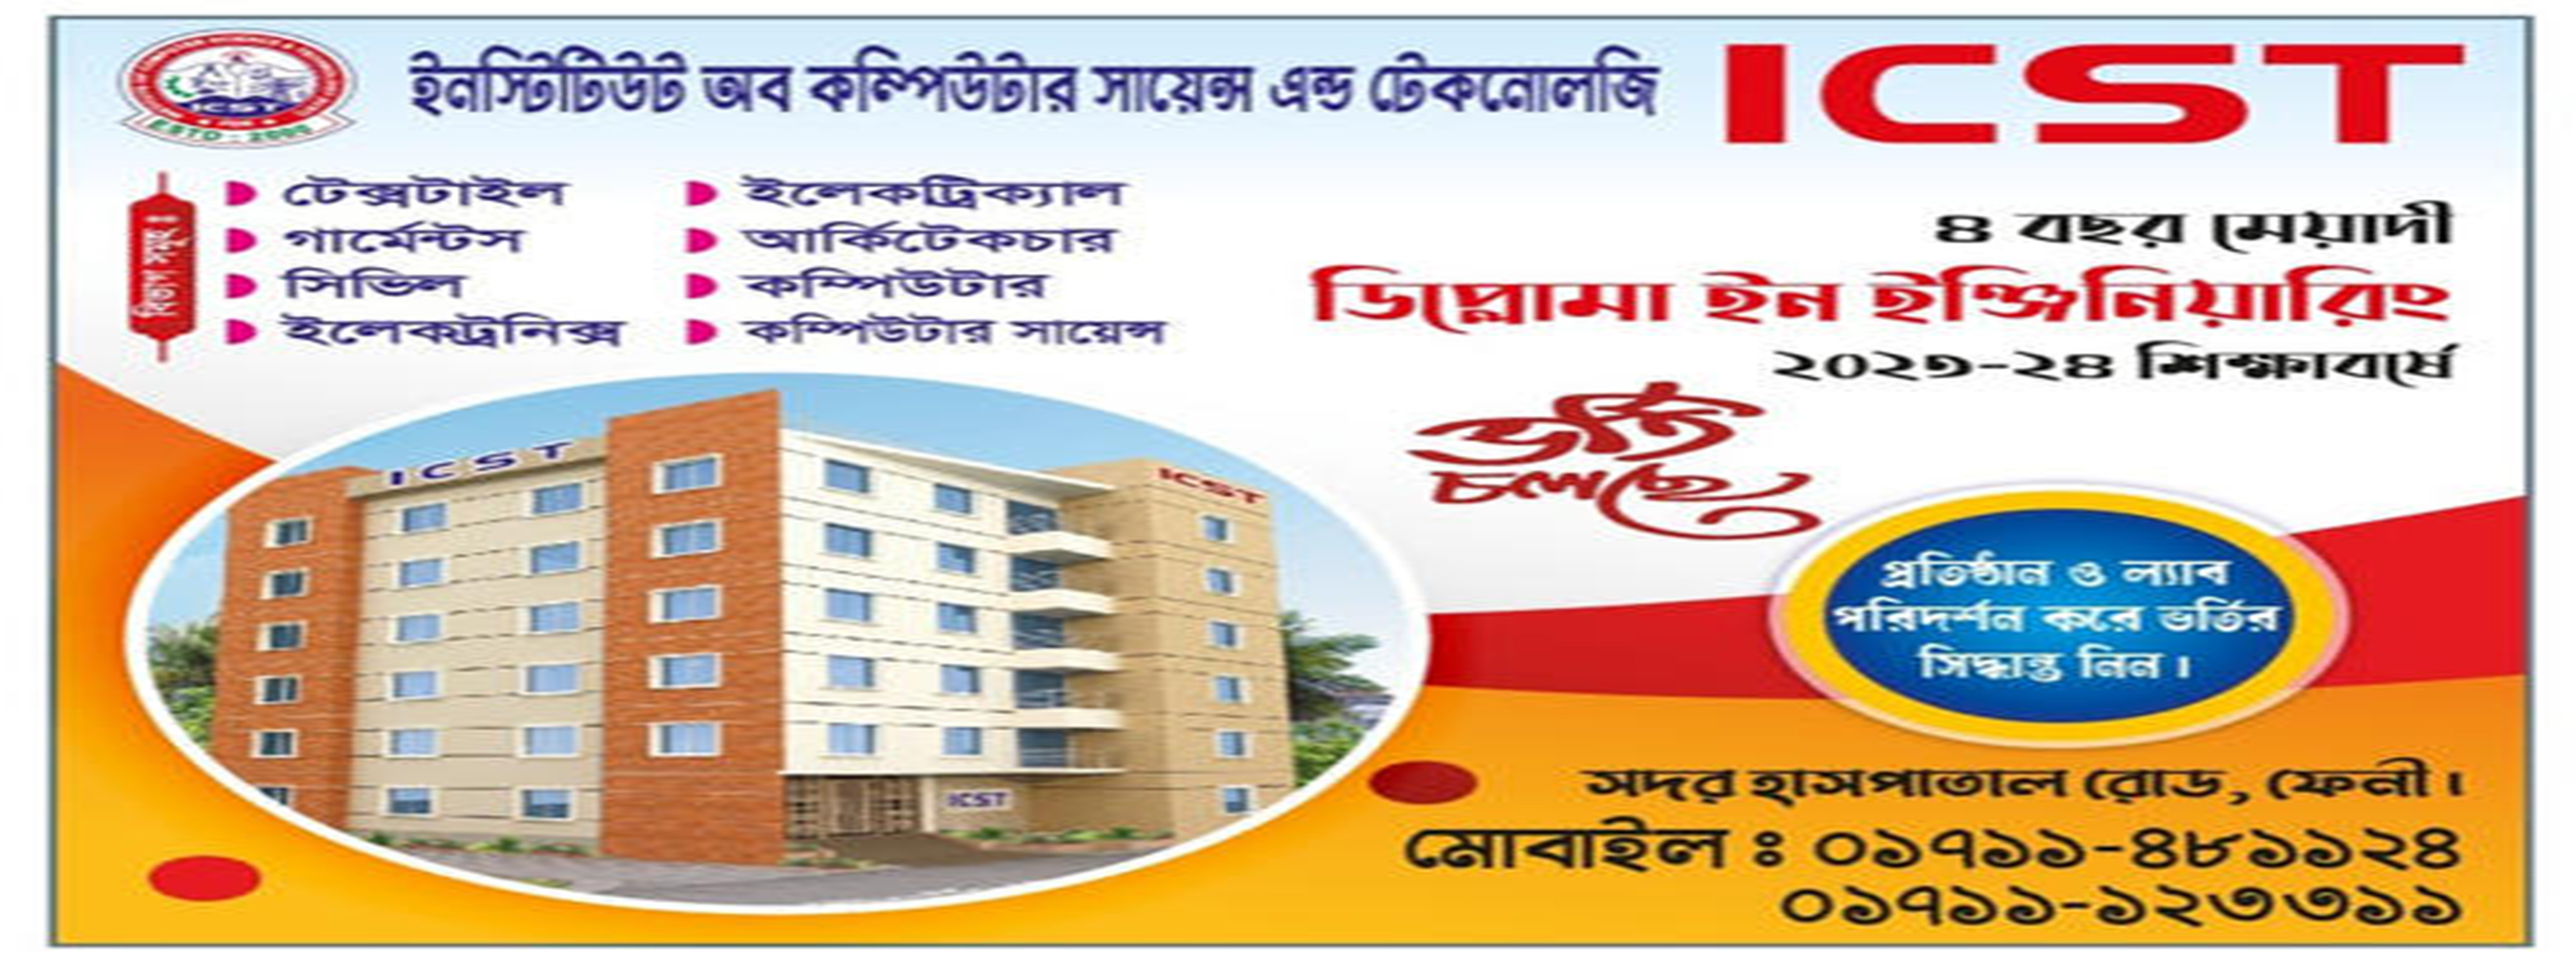 ইনস্টিটিউট অব কম্পিউটার সায়েন্স এন্ড টেকনোলজি
ICST
ESTD - 2000
ICST
বিভাগ সমূহ ঃ
টেক্সটাইল
গার্মেন্টস
সিভিল
ইলেকট্রনিক্স
ইলেকট্রিক্যাল
আর্কিটেকচার
কম্পিউটার
কম্পিউটার সায়েন্স
৪ বছর মেয়াদী
ডিপ্লোমা ইন ইঞ্জিনিয়ারিং
২০২৩-২৪ শিক্ষাবর্ষে
ভর্তি
চলছে
ICST
ICST
ICST
প্রতিষ্ঠান ও ল্যাব
পরিদর্শন করে ভর্তির
সিদ্ধান্ত নিন।
সদর হাসপাতাল রোড, ফেনী।
মোবাইল ঃ ০১৭১১-৪৮১১২৪
০১৭১১-১২৩৩১১